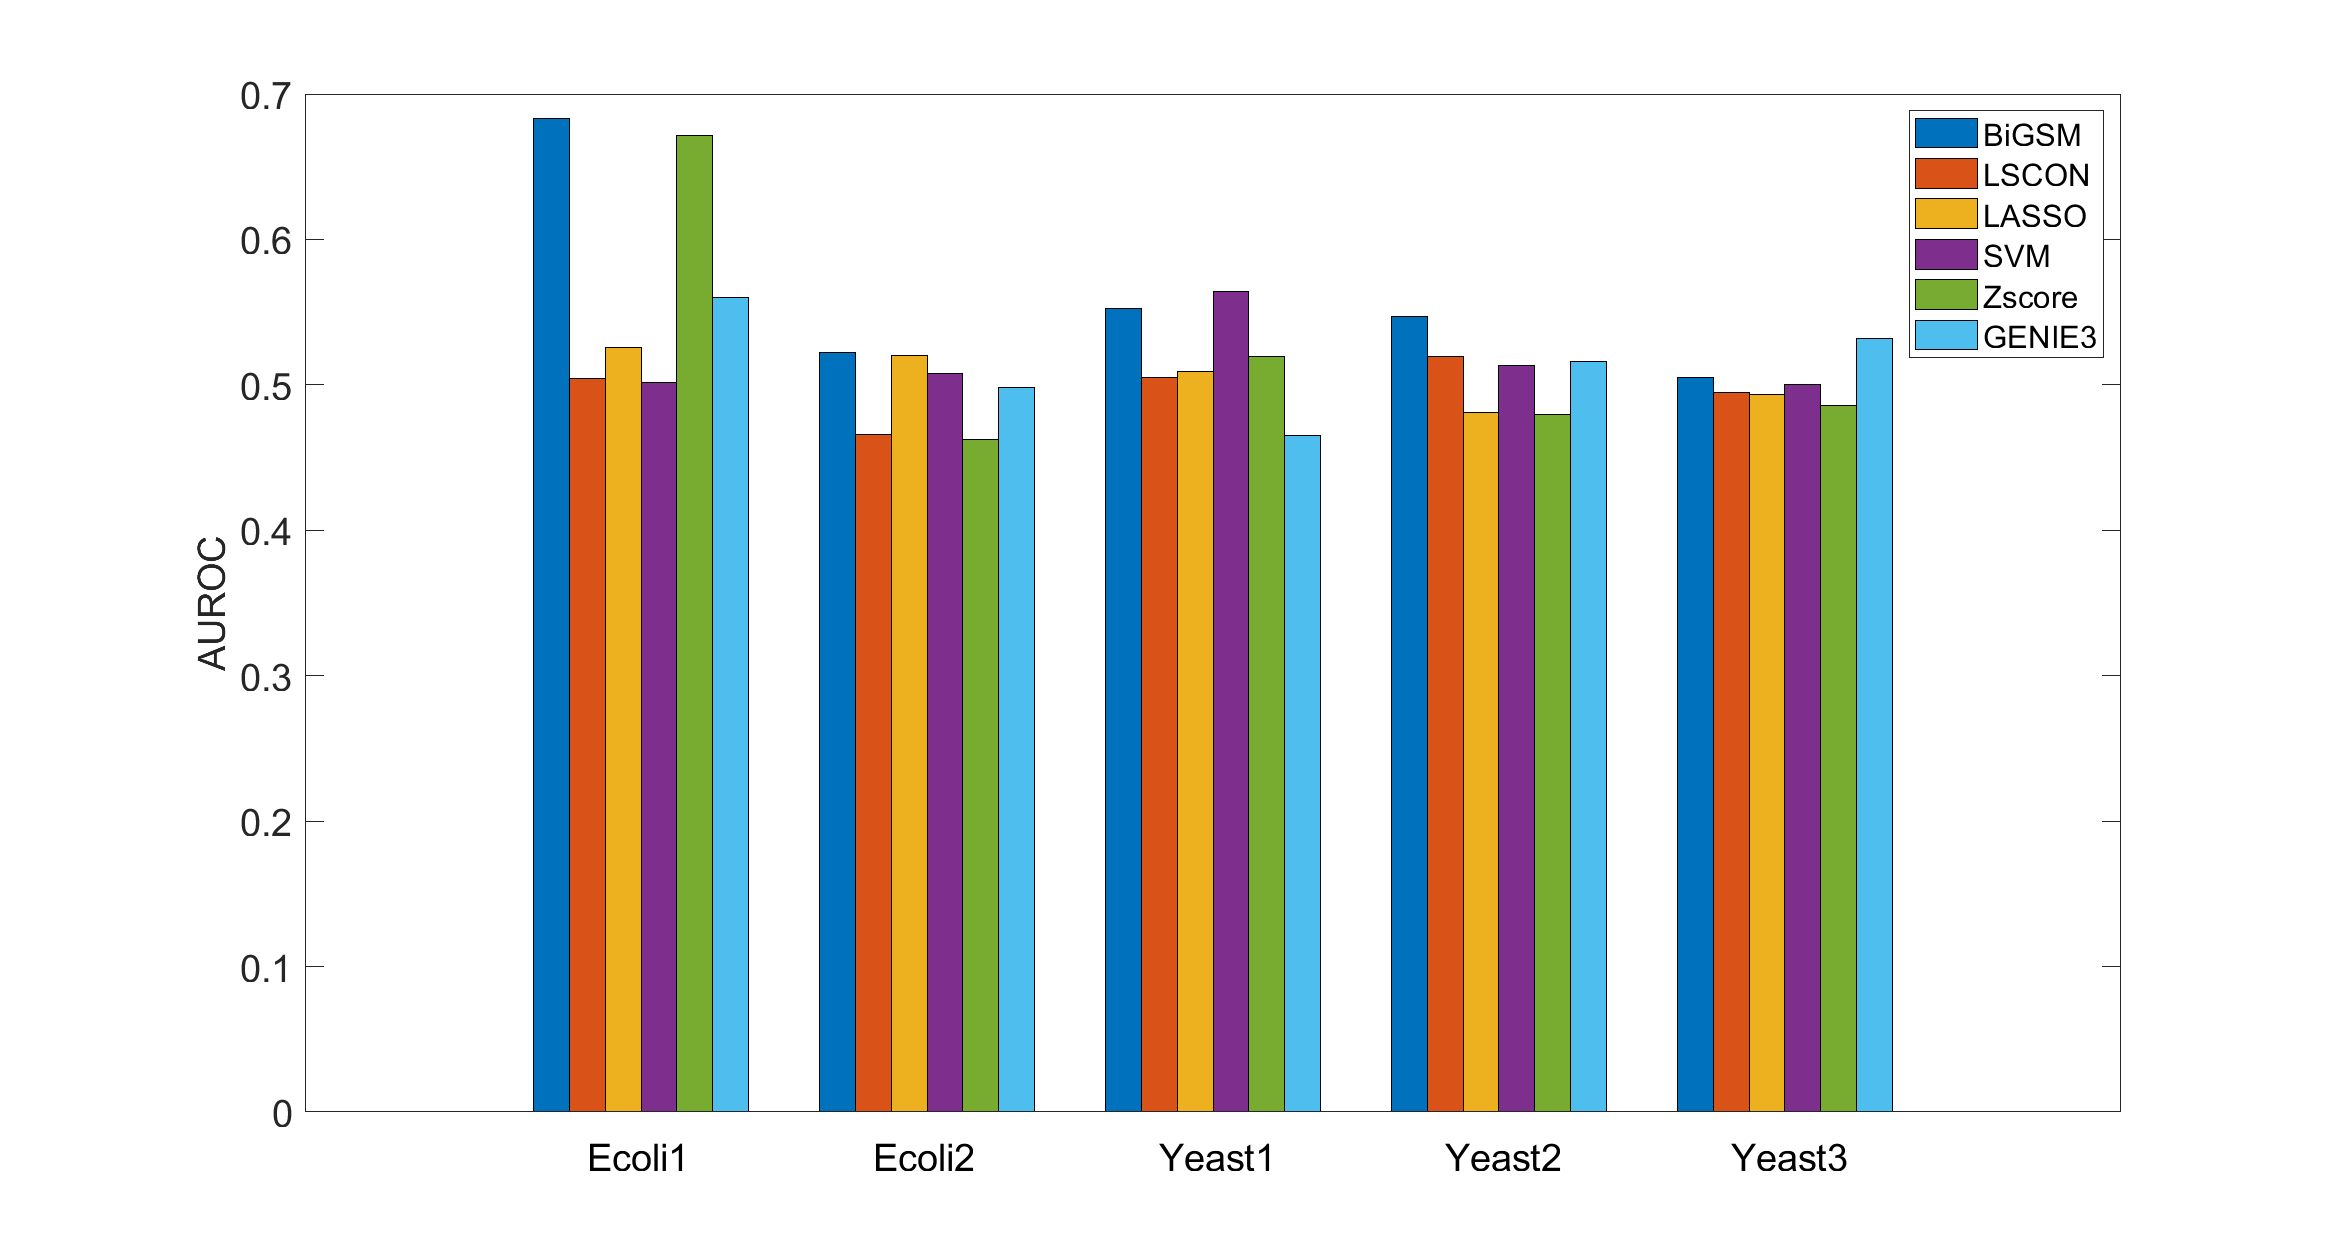 0.7
0.6
0.5
0.4
0.3
0.2
0.1
0
AUROC
Ecoli1
Ecoli2
Yeast1
Yeast2
Yeast3
BiGSM
LSCON
LASSO
SVM
Zscore
GENIE3